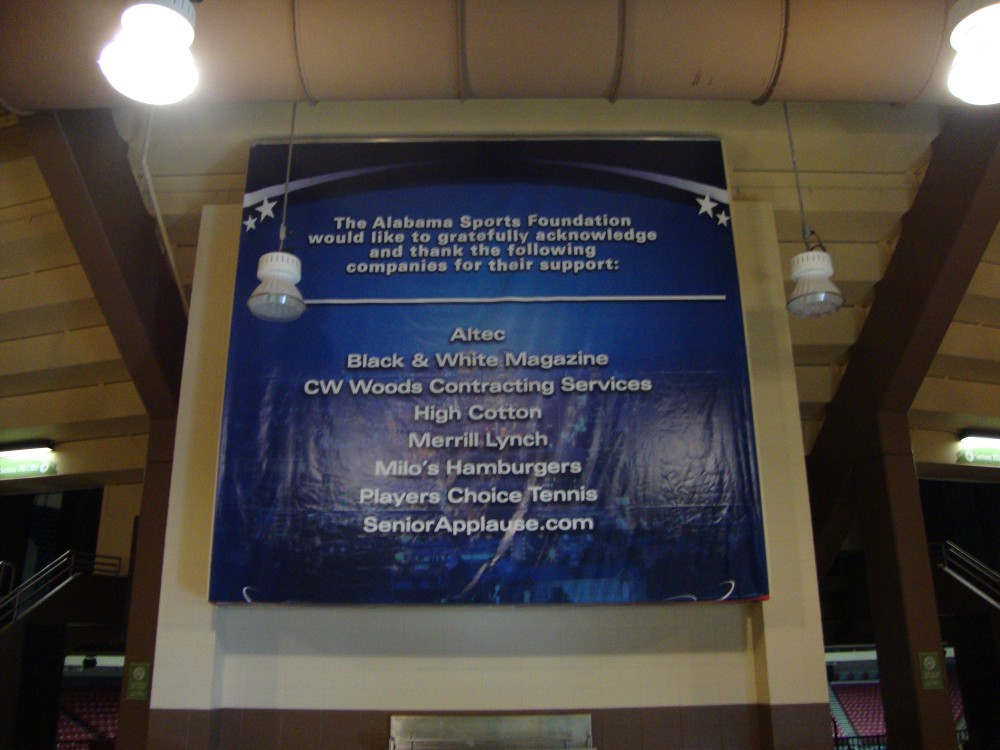 The Alabama Sports Foundation
would like to gratefully acknowledge
and thank the following
companies for their support:
Altec
Black & White Magazine
CW Woods Contracting Services
High Cotton
Merrill Lynch
Milo's Hamburgers
Players Choice Tennis
SeniorApplause.com